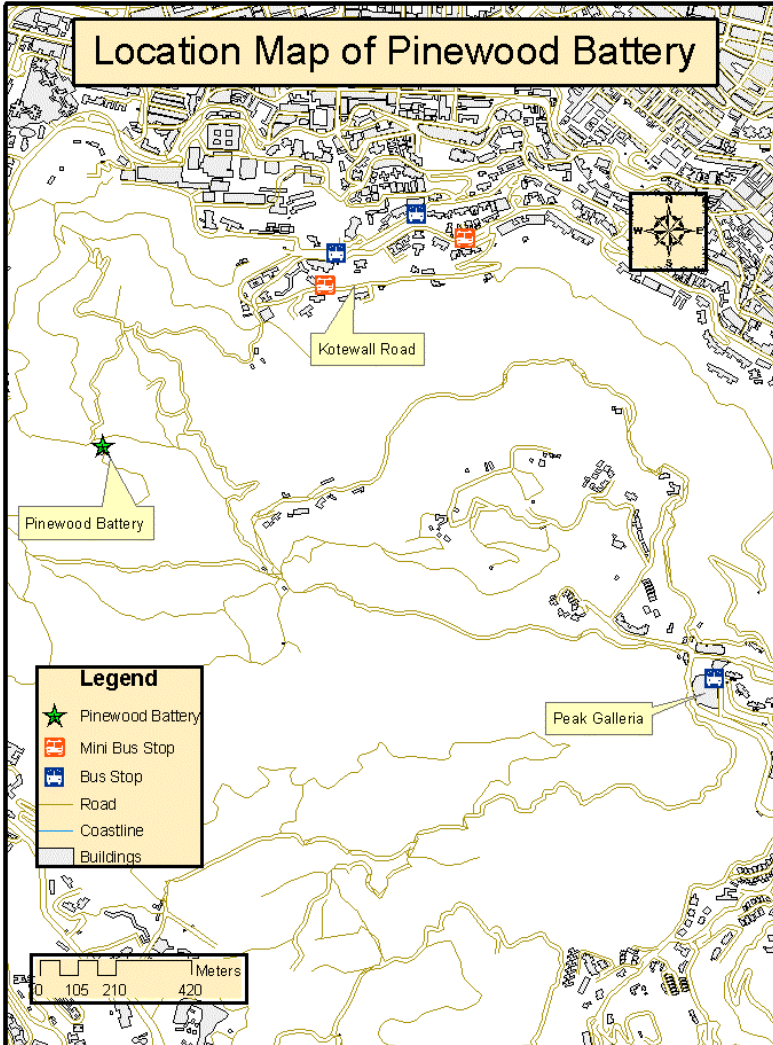 Location Map of Pinewood Battery
N
W E
S
Kotewall Road
Pinewood Battery
Legend
Pinewood Battery
Mini Bus Stop
Bus Stop
Road
Coastline
Buildings
Peak Galleria
Meters
0 105 210 420